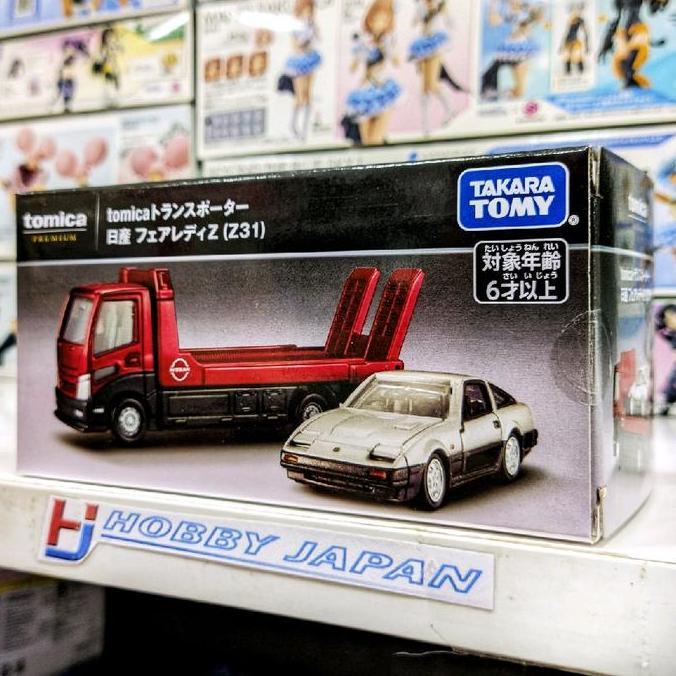 tomica
PREMIUM
tomicaトランスポーター
日産 フェアレディZ (Z31)
TAKARA
TOMY
®
たいしょうねんれい
対象年齢
さいいじょう
6才以上
NISSAN
HJ HOBBY JAPAN